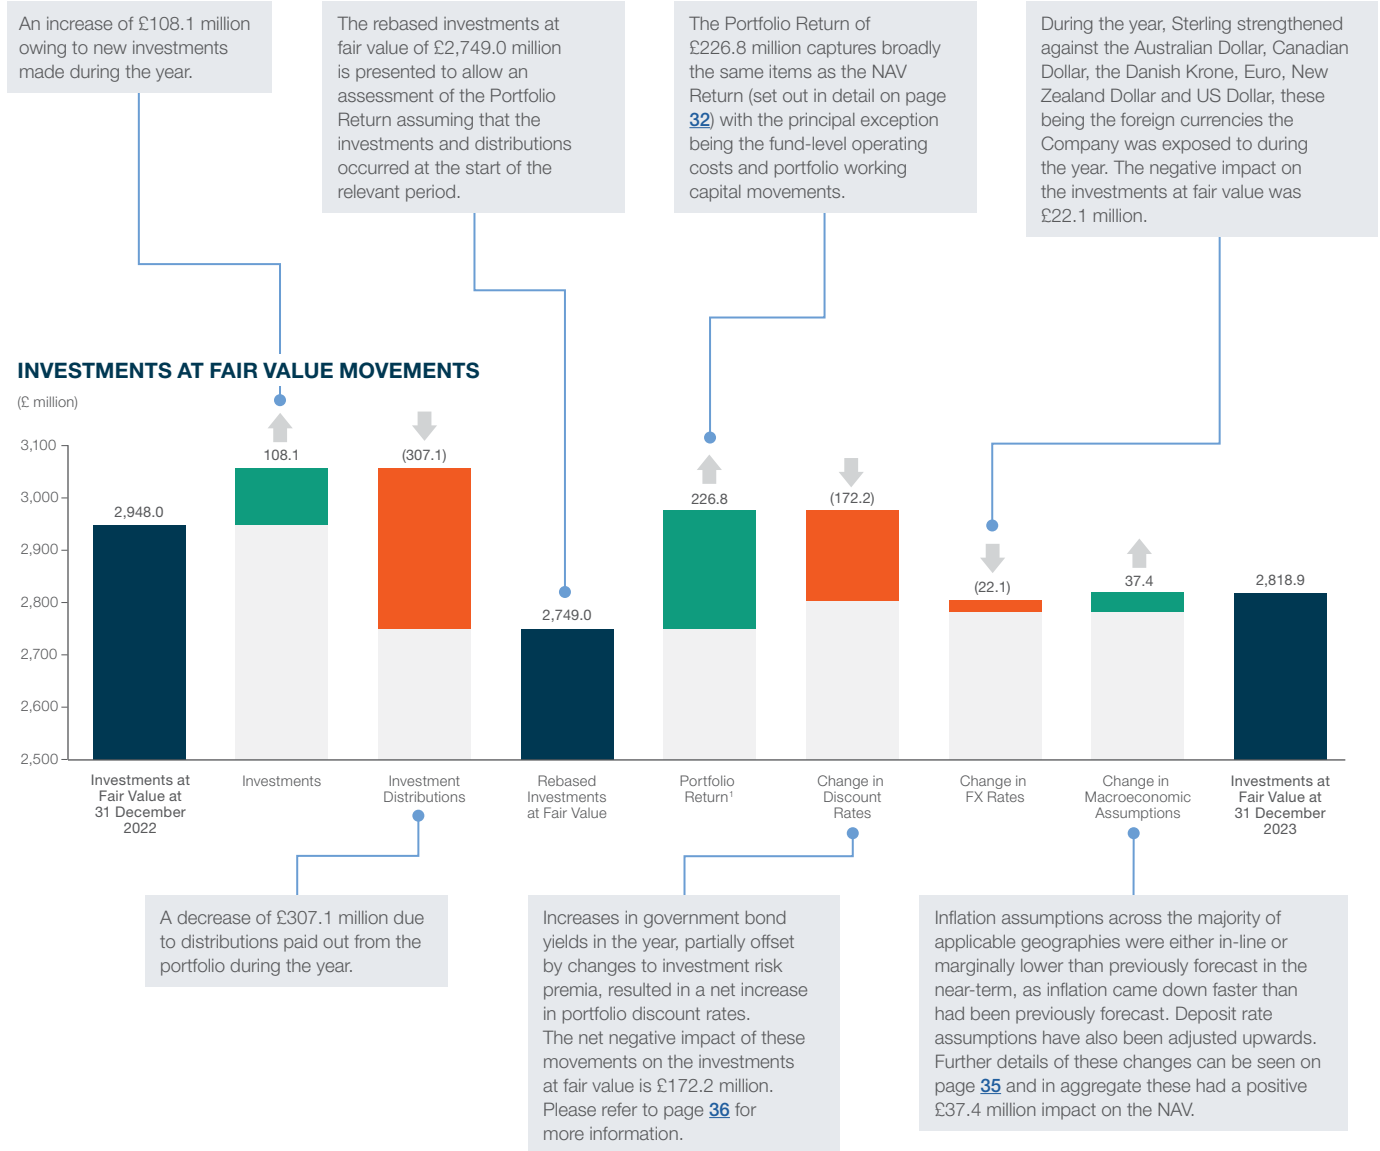 An increase of £108.1 million
owing to new investments
made during the year.
The rebased investments at
fair value of £2,749.0 million
is presented to allow an
assessment of the Portfolio
Return assuming that the
investments and distributions
occurred at the start of the
relevant period.
The Portfolio Return of
£226.8 million captures broadly
the same items as the NAV
Return (set out in detail on page
32) with the principal exception
being the fund-level operating
costs and portfolio working
capital movements.
During the year, Sterling strengthened
against the Australian Dollar, Canadian
Dollar, the Danish Krone, Euro, New
Zealand Dollar and US Dollar, these
being the foreign currencies the
Company was exposed to during
the year. The negative impact on
the investments at fair value was
£22.1 million.
INVESTMENTS AT FAIR VALUE MOVEMENTS
(£ million)
3,100
3,000
2,900
2,800
2,700
2,600
2,500
2,948.0
108.1
(307.1)
2,749.0
226.8
(172.2)
(22.1)
37.4
2,818.9
Investments at
Fair Value at
31 December
2022
Investments
Investment
Distributions
Rebased
Investments
at Fair Value
Portfolio
Return¹
Change in
Discount
Rates
Change in
FX Rates
Change in
Macroeconomic
Assumptions
Investments at
Fair Value at
31 December
2023
A decrease of £307.1 million due
to distributions paid out from the
portfolio during the year.
Increases in government bond
yields in the year, partially offset
by changes to investment risk
premia, resulted in a net increase
in portfolio discount rates.
The net negative impact of these
movements on the investments
at fair value is £172.2 million.
Please refer to page 36 for
more information.
Inflation assumptions across the majority of
applicable geographies were either in-line or
marginally lower than previously forecast in the
near-term, as inflation came down faster than
had been previously forecast. Deposit rate
assumptions have also been adjusted upwards.
Further details of these changes can be seen on
page 35 and in aggregate these had a positive
£37.4 million impact on the NAV.